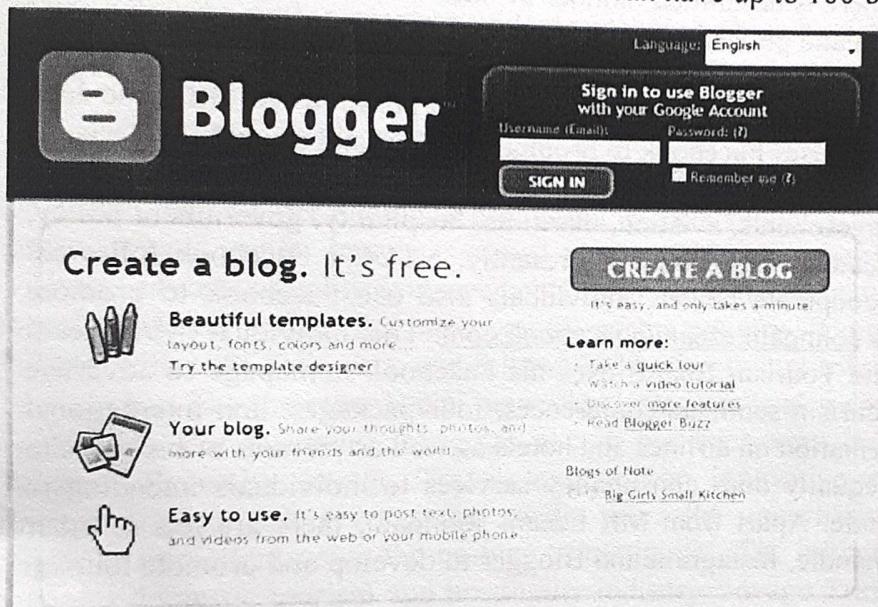 have up to 100
Language: English
Blogger
Sign in to use Blogger
with your Google Account
Username (Email):
Password: (?)
SIGN IN
Remember me (?)
Create a blog. It's free.
Beautiful templates. Customize your
layout, fonts, colors and more.
Try the template designer
Your blog. Share your thoughts, photos, and
more with your friends and the world.
Easy to use. It's easy to post text, photos,
and videos from the web or your mobile phone.
CREATE A BLOG
It's easy, and only takes a minute.
Learn more:
Take a quick tour
Watch a video tutorial
Discover more features
Read Blogger Buzz
Blogs of Note
Big Girls Small Kitchen